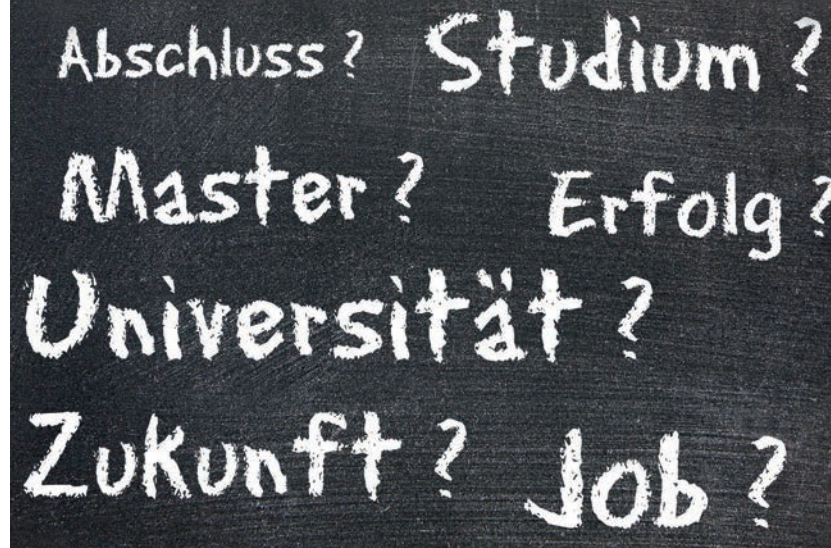 Abschluss ? Studium ?
Master ? Erfolg ?
Universität ?
Zukunft ? Job ?